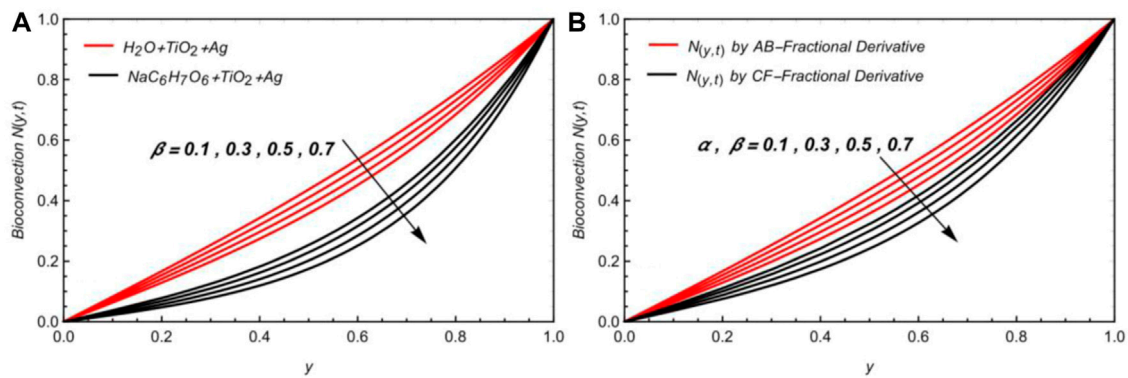 A
H2O+TiO2+Ag
NaC6H7O6+TiO2+Ag
β = 0.1 , 0.3 , 0.5 , 0.7
Bioconvection N(y,t)
1.0
0.8
0.6
0.4
0.2
0.0
0.0 0.2 0.4 0.6 0.8 1.0
y
B
N(y,t) by AB–Fractional Derivative
N(y,t) by CF–Fractional Derivative
α , β = 0.1 , 0.3 , 0.5 , 0.7
Bioconvection N(y,t)
1.0
0.8
0.6
0.4
0.2
0.0
0.0 0.2 0.4 0.6 0.8 1.0
y